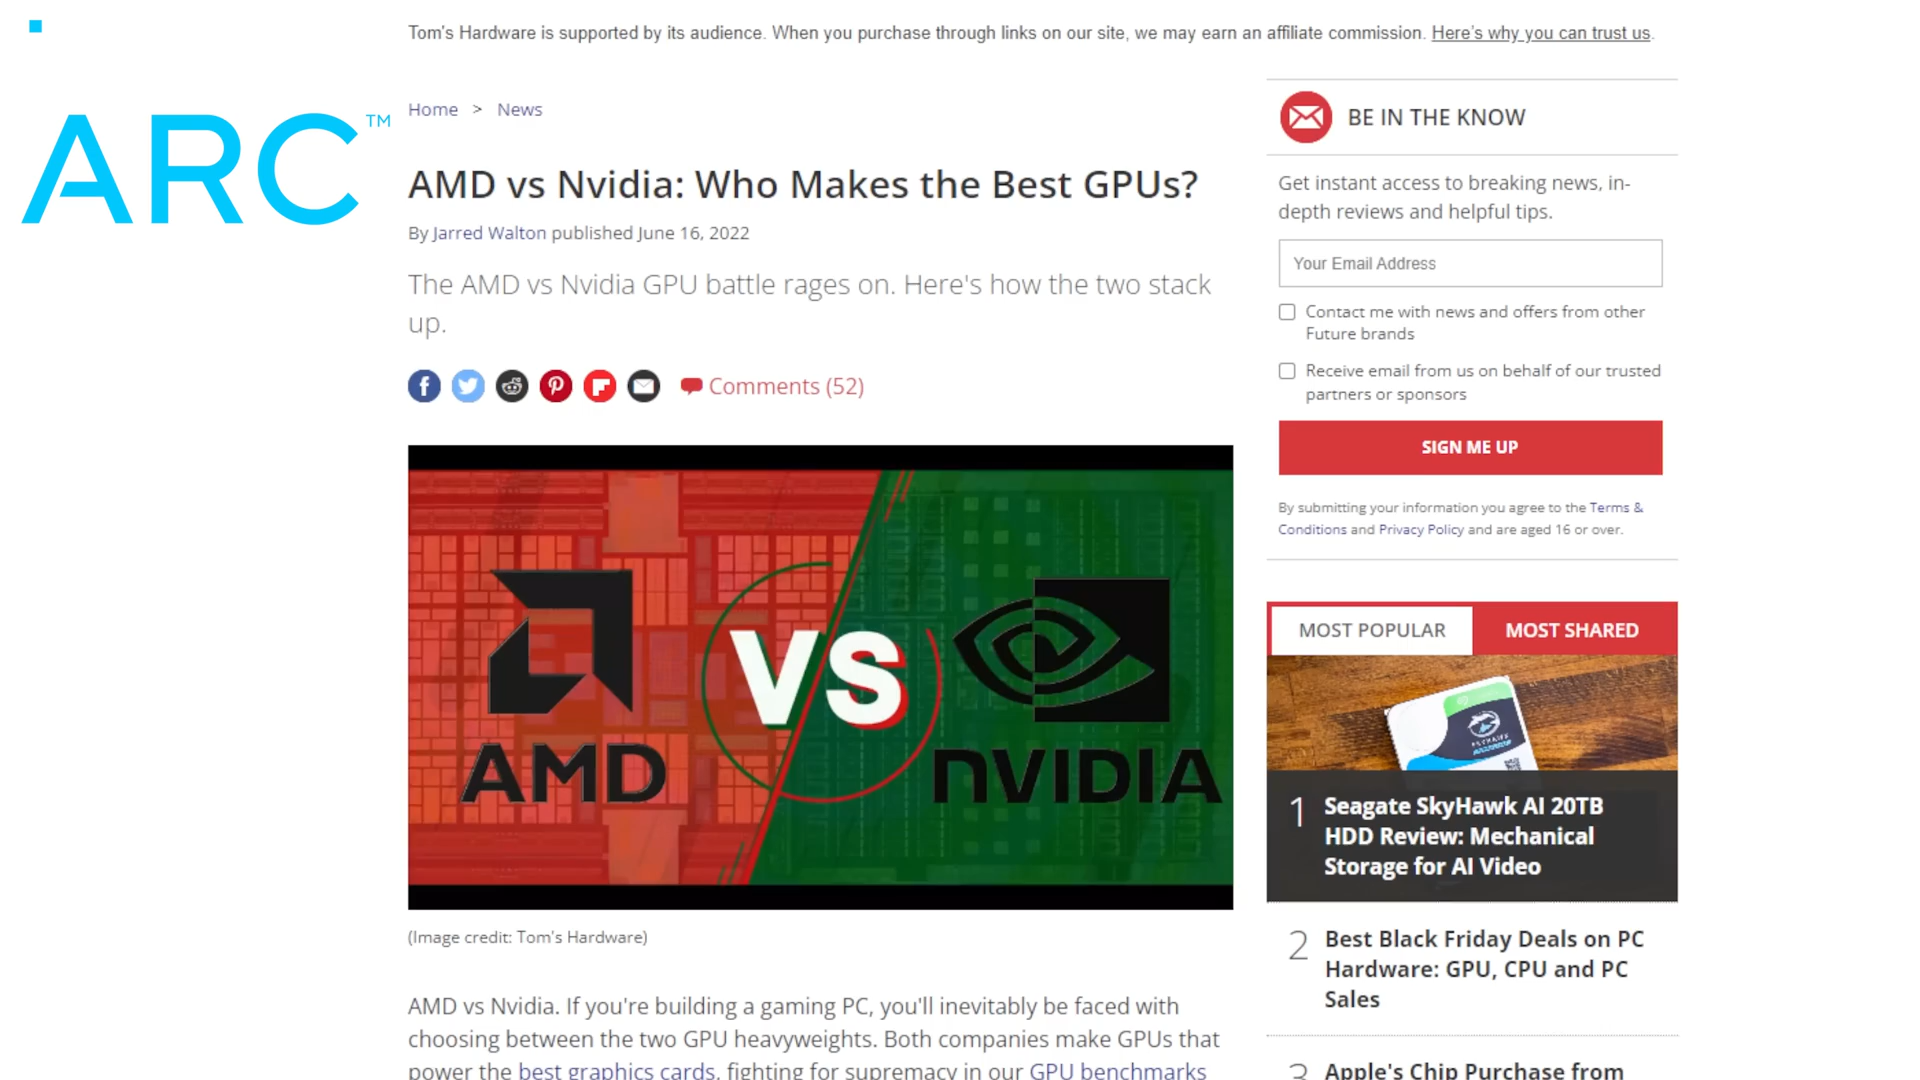 Tom's Hardware is supported by its audience. When you purchase through links on our site, we may earn an affiliate commission. Here's why you can trust us.
ARC™
Home > News
AMD vs Nvidia: Who Makes the Best GPUs?
By Jarred Walton published June 16, 2022
The AMD vs Nvidia GPU battle rages on. Here's how the two stack
up.
Comments (52)
AMD
VS
NVIDIA
(Image credit: Tom's Hardware)
AMD vs Nvidia. If you're building a gaming PC, you'll inevitably be faced with
choosing between the two GPU heavyweights. Both companies make GPUs that
power the best graphics cards, fighting for supremacy in our GPU benchmarks
BE IN THE KNOW
Get instant access to breaking news, in-
depth reviews and helpful tips.
Your Email Address
Contact me with news and offers from other
Future brands
Receive email from us on behalf of our trusted
partners or sponsors
SIGN ME UP
By submitting your information you agree to the Terms &
Conditions and Privacy Policy and are aged 16 or over.
MOST POPULAR
MOST SHARED
SKYHAWK
1
Seagate SkyHawk AI 20TB
HDD Review: Mechanical
Storage for AI Video
2
Best Black Friday Deals on PC
Hardware: GPU, CPU and PC
Sales
3
Apple's Chip Purchase from